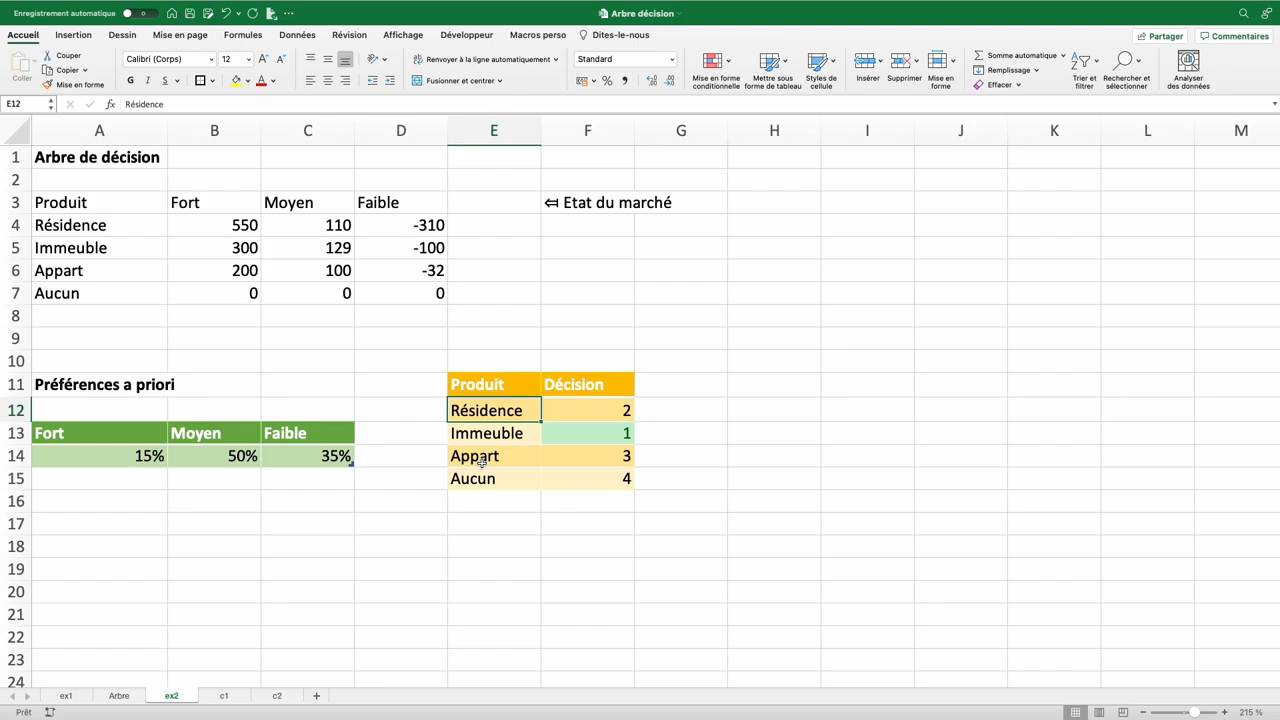 Enregistrement automatique
Arbre décision
Accueil Insertion Dessin Mise en page Formules Données Révision Affichage Développeur Macros perso Dites-le-nous Partager Commentaires
Coller
Couper
Copier
Mise en forme
Calibri (Corps) 12
G I S
Renvoyer à la ligne automatiquement
Fusionner et centrer
Standard
Mise en forme conditionnelle
Mettre sous forme de tableau
Styles de cellule
Insérer
Supprimer
Mise en forme
Somme automatique
Remplissage
Effacer
Trier et filtrer
Rechercher et sélectionner
Analyser des données
E12 fx Résidence
A B C D E F G H I J K L M
1 Arbre de décision
2
3 Produit Fort Moyen Faible ⇐ Etat du marché
4 Résidence 550 110 -310
5 Immeuble 300 129 -100
6 Appart 200 100 -32
7 Aucun 0 0 0
8
9
10
11 Préférences a priori Produit Décision
12 Résidence 2
13 Fort Moyen Faible Immeuble 1
14 15% 50% 35% Appart 3
15 Aucun 4
16
17
18
19
20
21
22
23
24
ex1 Arbre ex2 c1 c2 +
Prêt 215 %